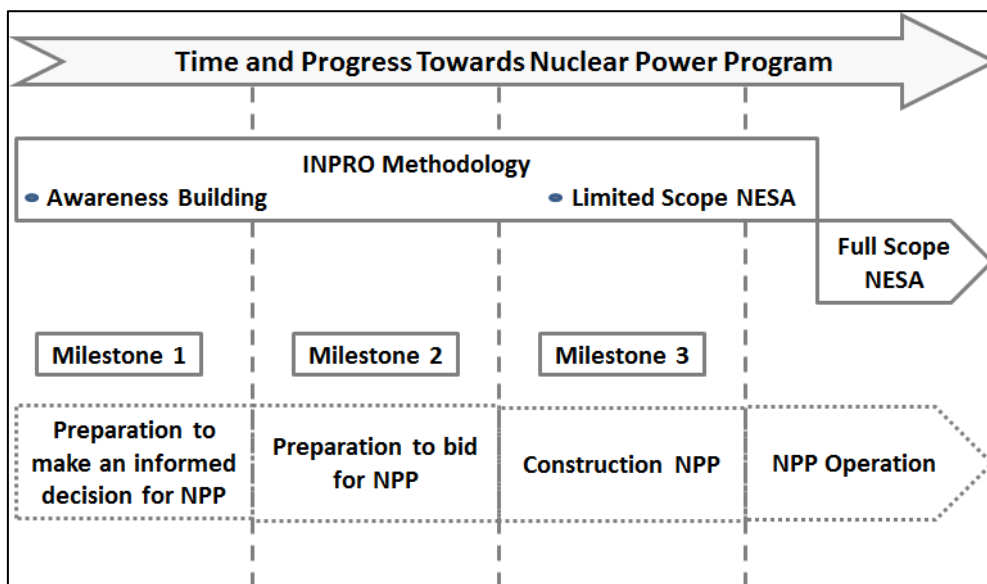 Time and Progress Towards Nuclear Power Program
INPRO Methodology
• Awareness Building
• Limited Scope NESA
Full Scope
NESA
Milestone 1
Milestone 2
Milestone 3
Preparation to
make an informed
decision for NPP
Preparation to bid
for NPP
Construction NPP
NPP Operation